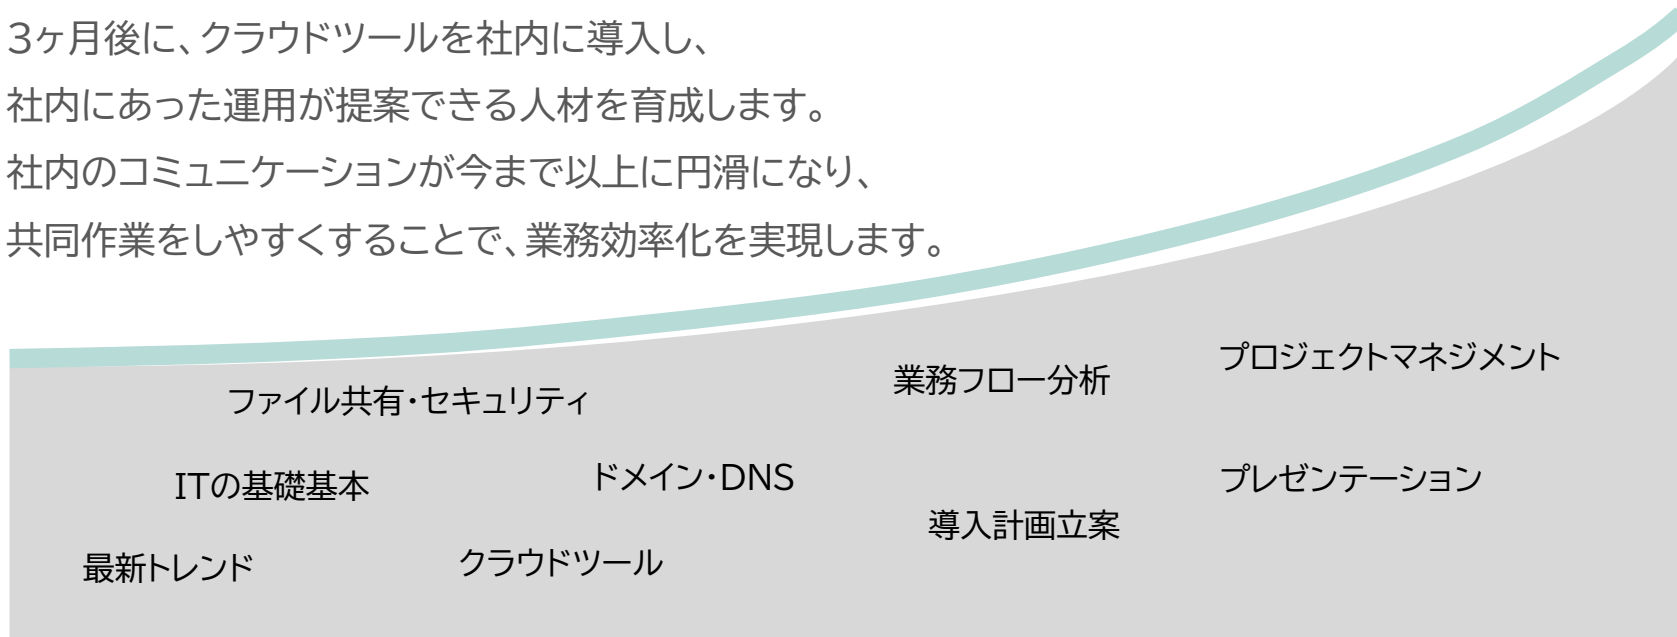 3ヶ月後に、クラウドツールを社内に導入し、
社内にあった運用が提案できる人材を育成します。
社内のコミュニケーションが今まで以上に円滑になり、
共同作業をしやすくすることで、業務効率化を実現します。
プロジェクトマネジメント
業務フロー分析
ファイル共有・セキュリティ
ドメイン・DNS
プレゼンテーション
ITの基礎基本
導入計画立案
クラウドツール
最新トレンド